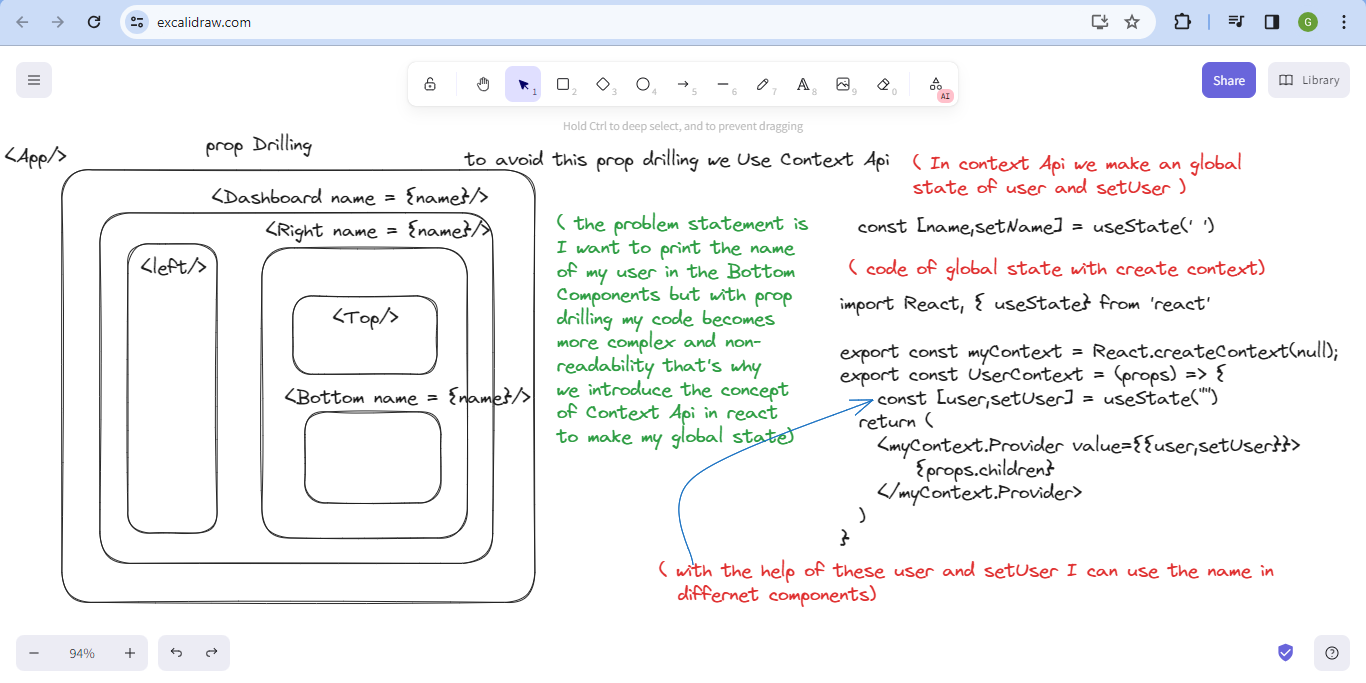 excalidraw.com
G
1
2
3
4
5
6
7
A
8
9
0
AI
Share
Library
Hold Ctrl to deep select, and to prevent dragging
<App/>
prop Drilling
<Dashboard name = {name}/>
<Right name = {name}/>
<left/>
<Top/>
<Bottom name = {name}/>
to avoid this prop drilling we Use Context Api
( the problem statement is
I want to print the name
of my user in the Bottom
Components but with prop
drilling my code becomes
more complex and non-
readability that's why
we introduce the concept
of Context Api in react
to make my global state)
( In context Api we make an global
state of user and setUser )
const [name,setName] = useState(' ')
( code of global state with create context)
import React, { useState} from 'react'
export const myContext = React.createContext(null);
export const UserContext = (props) => {
const [user,setUser] = useState("")
return (
<myContext.Provider value={{user,setUser}}>
{props.children}
</myContext.Provider>
)
}
( with the help of these user and setUser I can use the name in
differnet components)
94%